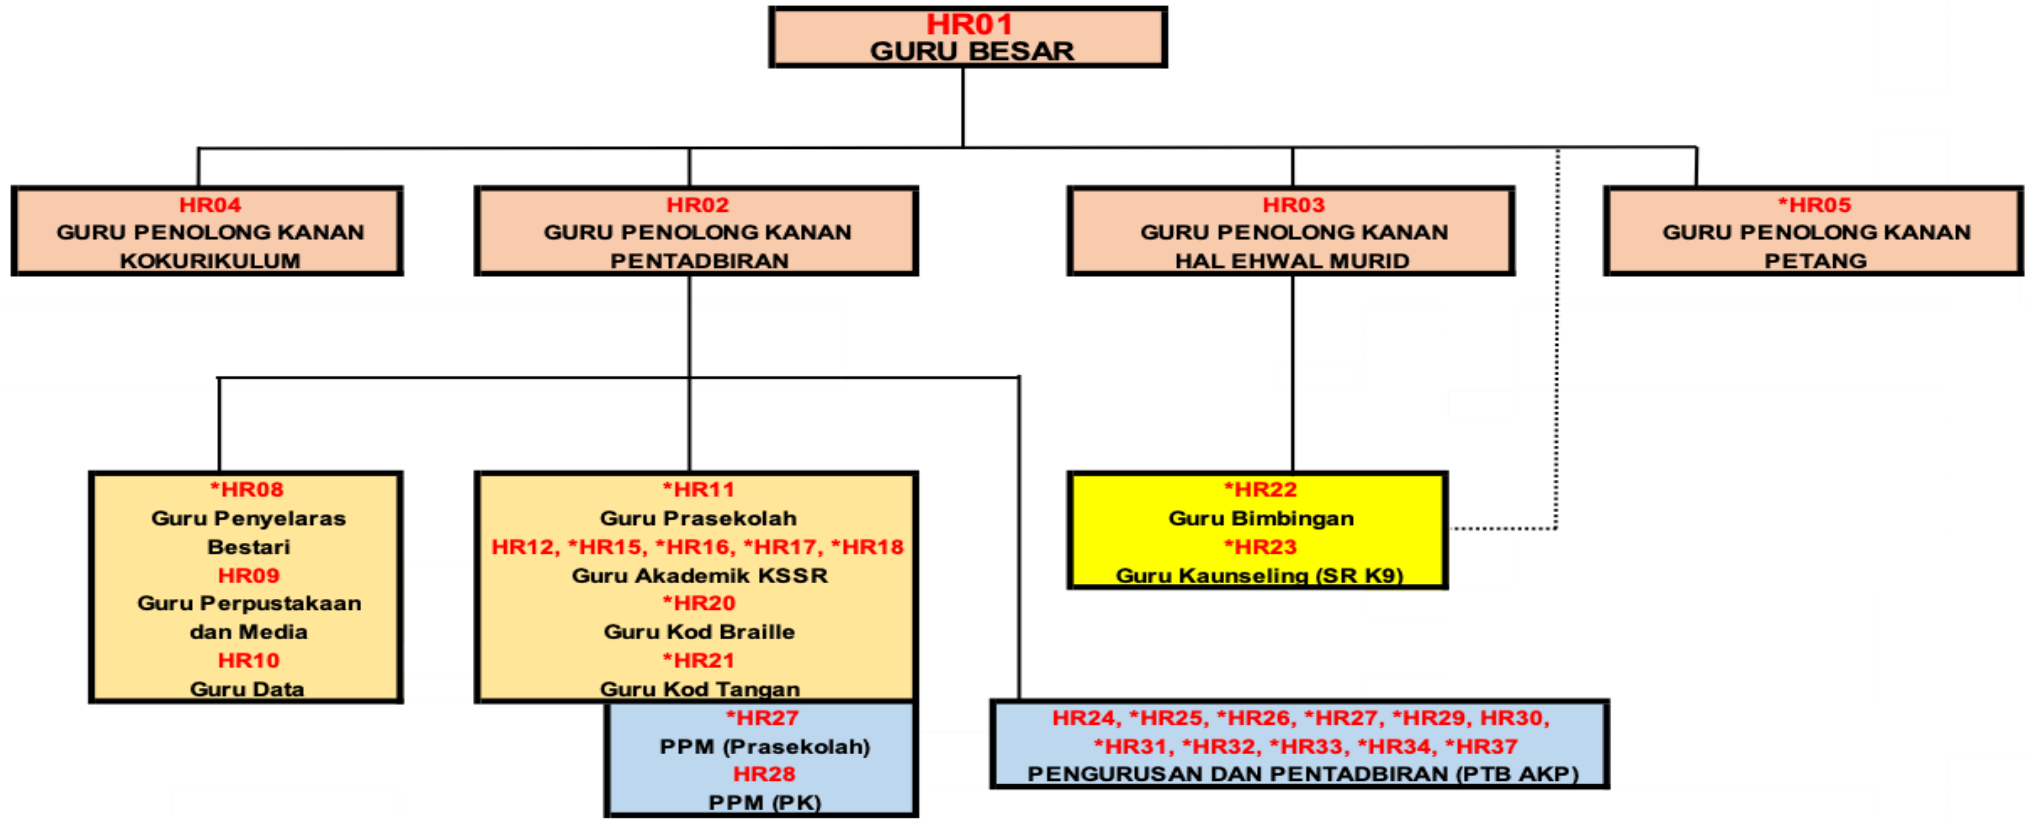 HR01
GURU BESAR
HR04
GURU PENOLONG KANAN
KOKURIKULUM
HR02
GURU PENOLONG KANAN
PENTADBIRAN
HR03
GURU PENOLONG KANAN
HAL EHWAL MURID
*HR05
GURU PENOLONG KANAN
PETANG
*HR08
Guru Penyelaras
Bestari
HR09
Guru Perpustakaan
dan Media
HR10
Guru Data
*HR11
Guru Prasekolah
HR12, *HR15, *HR16, *HR17, *HR18
Guru Akademik KSSR
*HR20
Guru Kod Braille
*HR21
Guru Kod Tangan
*HR27
PPM (Prasekolah)
HR28
PPM (PK)
*HR22
Guru Bimbingan
*HR23
Guru Kaunseling (SR K9)
HR24, *HR25, *HR26, *HR27, *HR29, HR30,
*HR31, *HR32, *HR33, *HR34, *HR37
PENGURUSAN DAN PENTADBIRAN (PTB AKP)